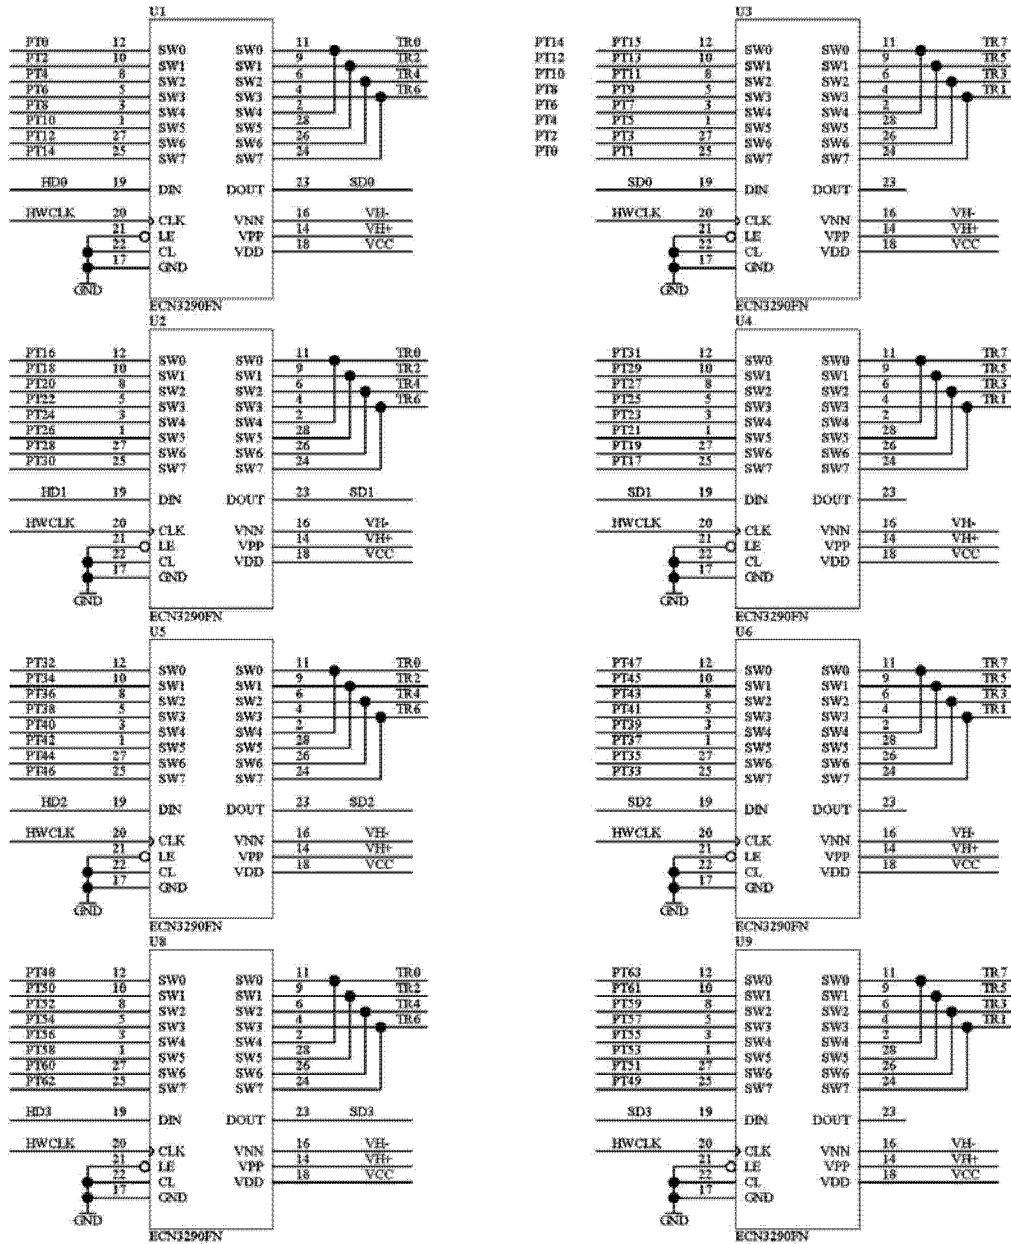 U1 U3
PT0 12 SW0 SW0 11 TR0 PT14 PT15 12 SW0 SW0 11 TR7
PT2 10 SW1 SW1 9 TR2 PT12 PT13 10 SW1 SW1 9 TR5
PT4 8 SW2 SW2 6 TR4 PT10 PT11 8 SW2 SW2 6 TR3
PT6 5 SW3 SW3 4 TR6 PT8 PT9 5 SW3 SW3 4 TR1
PT8 3 SW4 SW4 2 PT6 PT7 3 SW4 SW4 2
PT10 1 SW5 SW5 28 PT4 PT5 1 SW5 SW5 28
PT12 27 SW6 SW6 26 PT2 PT3 27 SW6 SW6 26
PT14 25 SW7 SW7 24 PT0 PT1 25 SW7 SW7 24
HD0 19 DIN DOUT 23 SD0 SD0 19 DIN DOUT 23
HWCLK 20 CLK VNN 16 VH- HWCLK 20 CLK VNN 16 VH-
21 LE VPP 14 VH+ 21 LE VPP 14 VH+
22 CL VDD 18 VCC 22 CL VDD 18 VCC
17 GND 17 GND
GND GND
ECN3290FN ECN3290FN
U2 U4
PT16 12 SW0 SW0 11 TR0 PT31 12 SW0 SW0 11 TR7
PT18 10 SW1 SW1 9 TR2 PT29 10 SW1 SW1 9 TR5
PT20 8 SW2 SW2 6 TR4 PT27 8 SW2 SW2 6 TR3
PT22 5 SW3 SW3 4 TR6 PT25 5 SW3 SW3 4 TR1
PT24 3 SW4 SW4 2 PT23 3 SW4 SW4 2
PT26 1 SW5 SW5 28 PT21 1 SW5 SW5 28
PT28 27 SW6 SW6 26 PT19 27 SW6 SW6 26
PT30 25 SW7 SW7 24 PT17 25 SW7 SW7 24
HD1 19 DIN DOUT 23 SD1 SD1 19 DIN DOUT 23
HWCLK 20 CLK VNN 16 VH- HWCLK 20 CLK VNN 16 VH-
21 LE VPP 14 VH+ 21 LE VPP 14 VH+
22 CL VDD 18 VCC 22 CL VDD 18 VCC
17 GND 17 GND
GND GND
ECN3290FN ECN3290FN
U5 U6
PT32 12 SW0 SW0 11 TR0 PT47 12 SW0 SW0 11 TR7
PT34 10 SW1 SW1 9 TR2 PT45 10 SW1 SW1 9 TR5
PT36 8 SW2 SW2 6 TR4 PT43 8 SW2 SW2 6 TR3
PT38 5 SW3 SW3 4 TR6 PT41 5 SW3 SW3 4 TR1
PT40 3 SW4 SW4 2 PT39 3 SW4 SW4 2
PT42 1 SW5 SW5 28 PT37 1 SW5 SW5 28
PT44 27 SW6 SW6 26 PT35 27 SW6 SW6 26
PT46 25 SW7 SW7 24 PT33 25 SW7 SW7 24
HD2 19 DIN DOUT 23 SD2 SD2 19 DIN DOUT 23
HWCLK 20 CLK VNN 16 VH- HWCLK 20 CLK VNN 16 VH-
21 LE VPP 14 VH+ 21 LE VPP 14 VH+
22 CL VDD 18 VCC 22 CL VDD 18 VCC
17 GND 17 GND
GND GND
ECN3290FN ECN3290FN
U8 U9
PT48 12 SW0 SW0 11 TR0 PT63 12 SW0 SW0 11 TR7
PT50 10 SW1 SW1 9 TR2 PT61 10 SW1 SW1 9 TR5
PT52 8 SW2 SW2 6 TR4 PT59 8 SW2 SW2 6 TR3
PT54 5 SW3 SW3 4 TR6 PT57 5 SW3 SW3 4 TR1
PT56 3 SW4 SW4 2 PT55 3 SW4 SW4 2
PT58 1 SW5 SW5 28 PT53 1 SW5 SW5 28
PT60 27 SW6 SW6 26 PT51 27 SW6 SW6 26
PT62 25 SW7 SW7 24 PT49 25 SW7 SW7 24
HD3 19 DIN DOUT 23 SD3 SD3 19 DIN DOUT 23
HWCLK 20 CLK VNN 16 VH- HWCLK 20 CLK VNN 16 VH-
21 LE VPP 14 VH+ 21 LE VPP 14 VH+
22 CL VDD 18 VCC 22 CL VDD 18 VCC
17 GND 17 GND
GND GND
ECN3290FN ECN3290FN